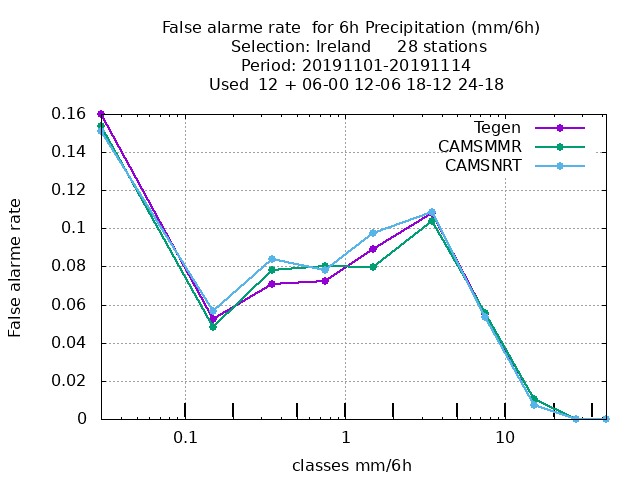 False alarme rate  for 6h Precipitation (mm/6h)
Selection: Ireland     28 stations
Period: 20191101-20191114
Used  12 + 06-00 12-06 18-12 24-18
Tegen
CAMSMMR
CAMSNRT
False alarme rate
0.16
0.14
0.12
0.1
0.08
0.06
0.04
0.02
0
0.1 1 10
classes mm/6h